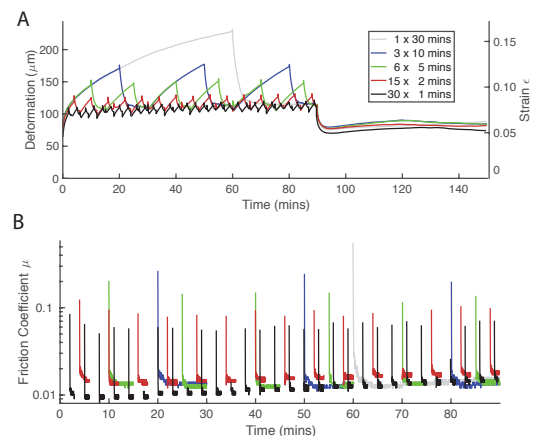 A
Deformation (μm)
200
150
100
50
0
0 20 40 60 80 100 120 140
Time (mins)
0.15
0.10
0.05
0
Strain ϵ
1 x 30 mins
3 x 10 mins
6 x 5 mins
15 x 2 mins
30 x 1 mins
B
Friction Coefficient μ
0.1
0.01
0 10 20 30 40 50 60 70 80
Time (mins)